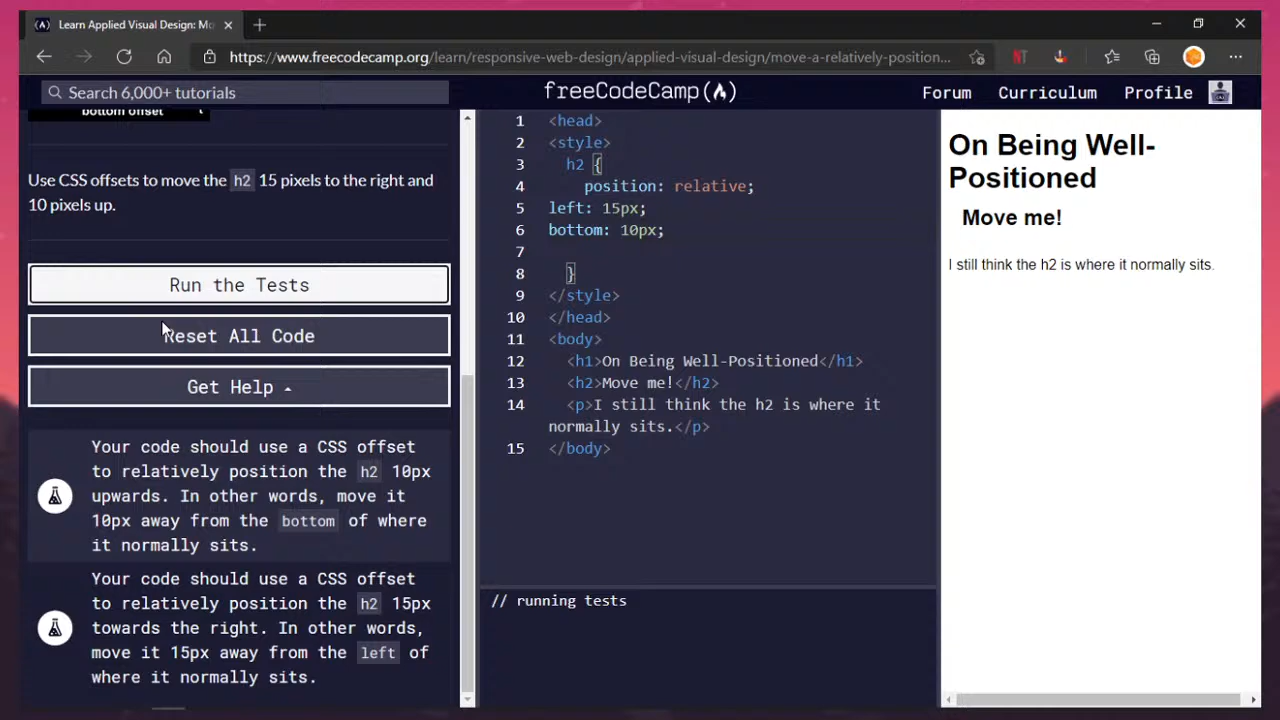 Learn Applied Visual Design: Mo
https://www.freecodecamp.org/learn/responsive-web-design/applied-visual-design/move-a-relatively-position...
Search 6,000+ tutorials
freeCodeCamp
Forum
Curriculum
Profile
bottom offset
Use CSS offsets to move the h2 15 pixels to the right and
10 pixels up.
Run the Tests
Reset All Code
Get Help
Your code should use a CSS offset
to relatively position the h2 10px
upwards. In other words, move it
10px away from the bottom of where
it normally sits.
Your code should use a CSS offset
to relatively position the h2 15px
towards the right. In other words,
move it 15px away from the left of
where it normally sits.
1 <head>
2 <style>
3 h2 {
4 position: relative;
5 left: 15px;
6 bottom: 10px;
7
8 }
9 </style>
10 </head>
11 <body>
12 <h1>On Being Well-Positioned</h1>
13 <h2>Move me!</h2>
14 <p>I still think the h2 is where it
normally sits.</p>
15 </body>
// running tests
On Being Well-
Positioned
Move me!
I still think the h2 is where it normally sits.